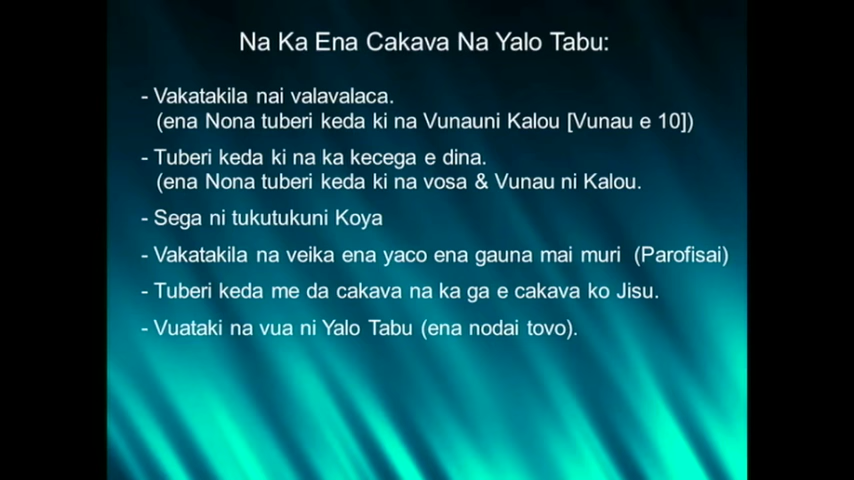 Na Ka Ena Cakava Na Yalo Tabu:
- Vakatakila nai valavalaca.
(ena Nona tuberi keda ki na Vunauni Kalou [Vunau e 10])
- Tuberi keda ki na ka kecega e dina.
(ena Nona tuberi keda ki na vosa & Vunau ni Kalou.
- Sega ni tukutukuni Koya
- Vakatakila na veika ena yaco ena gauna mai muri (Parofisai)
- Tuberi keda me da cakava na ka ga e cakava ko Jisu.
- Vuataki na vua ni Yalo Tabu (ena nodai tovo).